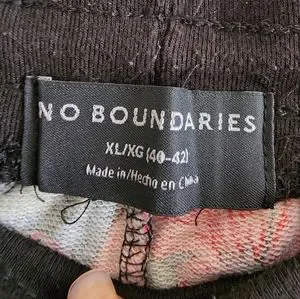 NO BOUNDARIES
XL/XG (40-42)
Made in/Hecho en China